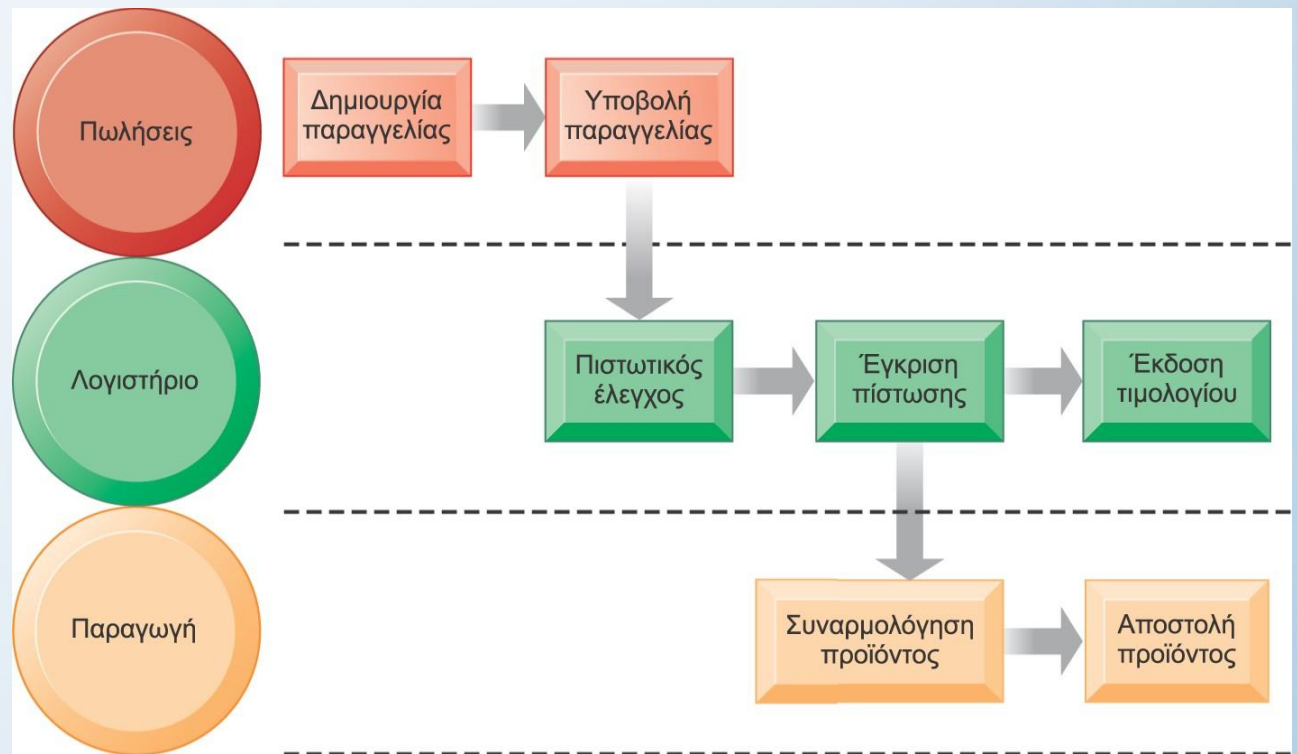 Πωλήσεις
Δημιουργία
παραγγελίας
Υποβολή
παραγγελίας
Λογιστήριο
Πιστωτικός
έλεγχος
Έγκριση
πίστωσης
Έκδοση
τιμολογίου
Παραγωγή
Συναρμολόγηση
προϊόντος
Αποστολή
προϊόντος